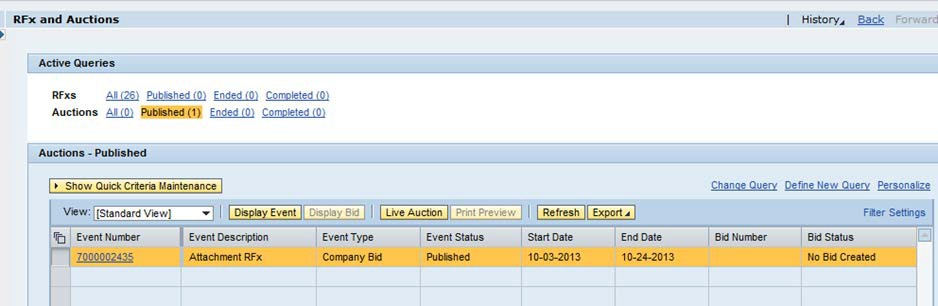 RFx and Auctions | History Back Forward
Active Queries
RFxs All (26) Published (0) Ended (0) Completed (0)
Auctions All (0) Published (1) Ended (0) Completed (0)
Auctions - Published
Show Quick Criteria Maintenance Change Query Define New Query Personalize
View: [Standard View] Display Event Display Bid Live Auction Print Preview Refresh Export Filter Settings
Event Number Event Description Event Type Event Status Start Date End Date Bid Number Bid Status
7000002435 Attachment RFx Company Bid Published 10-03-2013 10-24-2013 No Bid Created